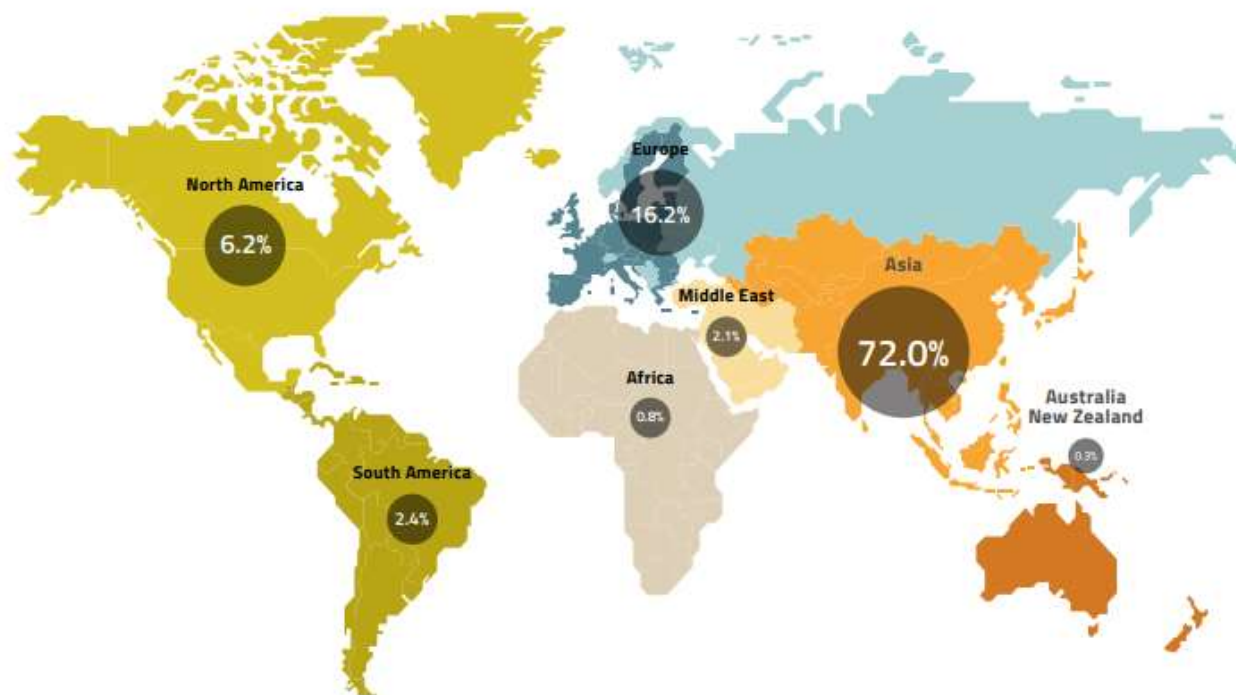 Europe
16.2%
North America
6.2%
Asia
72.0%
Middle East
2.1%
Africa
0.8%
Australia
New Zealand
0.3%
South America
2.4%